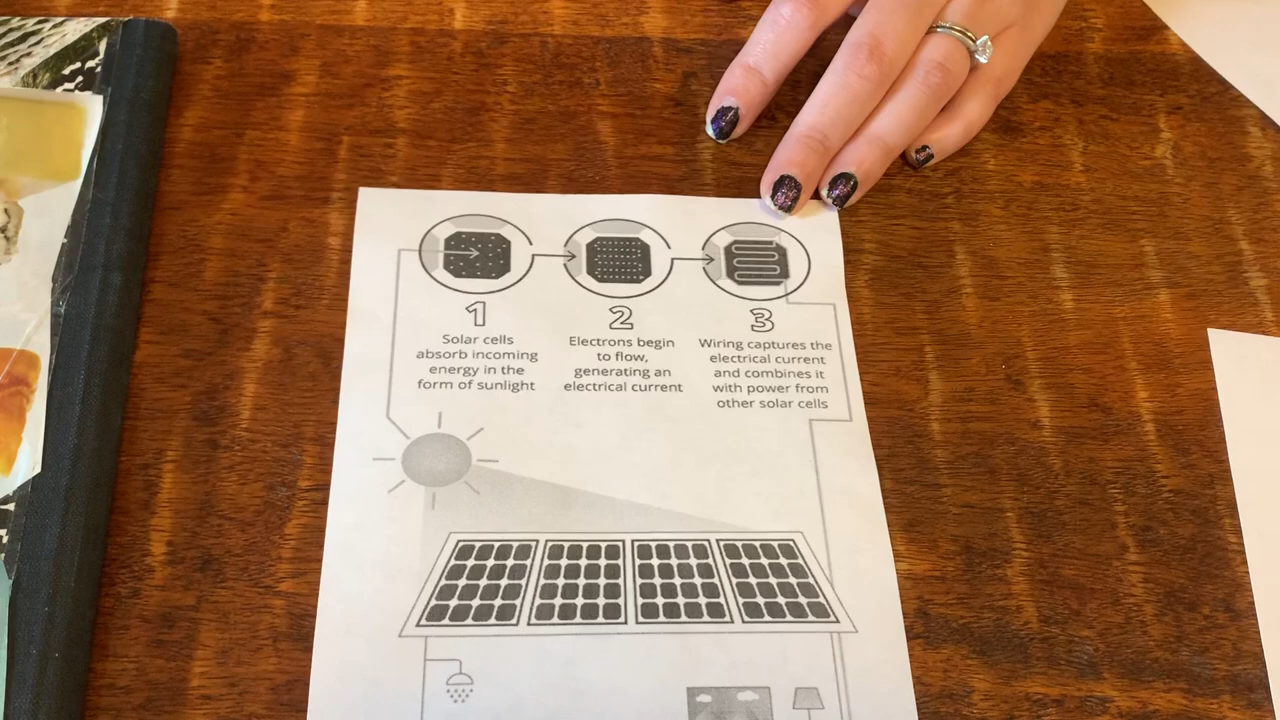 1
Solar cells
absorb incoming
energy in the
form of sunlight
2
Electrons begin
to flow,
generating an
electrical current
3
Wiring captures the
electrical current
and combines it
with power from
other solar cells